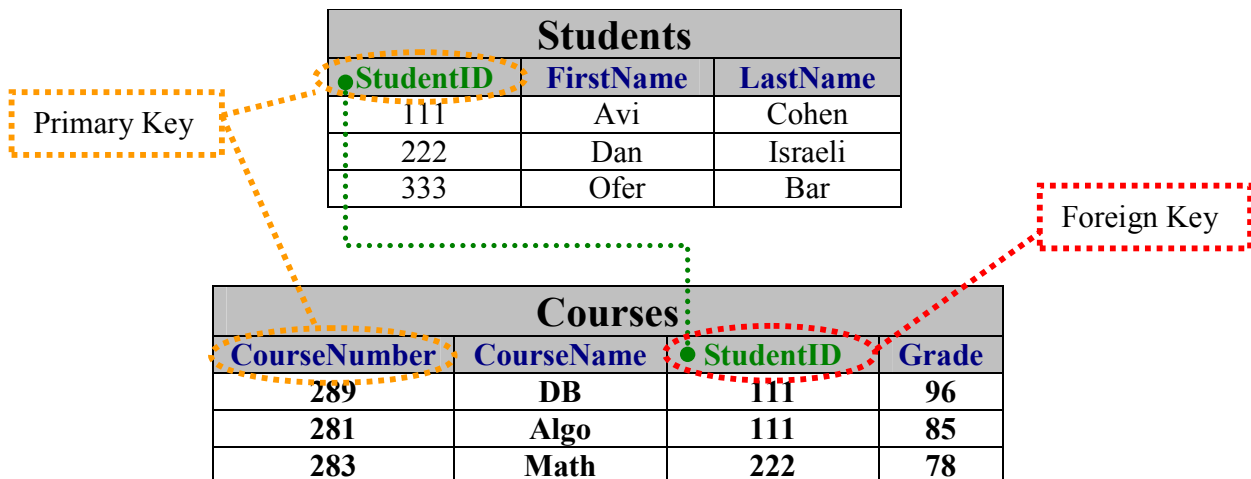 Students
StudentID FirstName LastName
Primary Key
111 Avi Cohen
222 Dan Israeli
333 Ofer Bar
Foreign Key
Courses
CourseNumber CourseName StudentID Grade
289 DB 111 96
281 Algo 111 85
283 Math 222 78